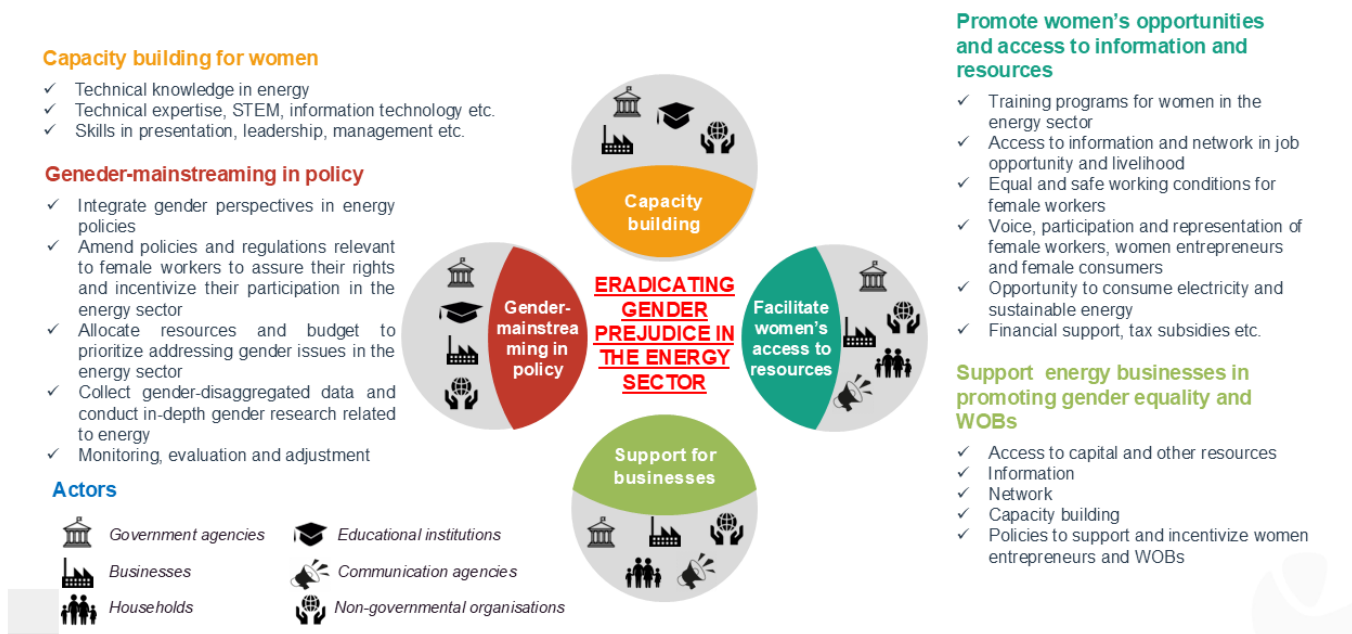 Capacity building for women
✓ Technical knowledge in energy
✓ Technical expertise, STEM, information technology etc.
✓ Skills in presentation, leadership, management etc.
Geneder-mainstreaming in policy
✓ Integrate gender perspectives in energy
policies
✓ Amend policies and regulations relevant
to female workers to assure their rights
and incentivize their participation in the
energy sector
✓ Allocate resources and budget to
prioritize addressing gender issues in the
energy sector
✓ Collect gender-disaggregated data and
conduct in-depth gender research related
to energy
✓ Monitoring, evaluation and adjustment
Actors
Government agencies
Educational institutions
Businesses
Communication agencies
Households
Non-governmental organisations
Capacity
building
Gender-
mainstrea
ming in
policy
ERADICATING
GENDER
PREJUDICE IN
THE ENERGY
SECTOR
Facilitate
women's
access to
resources
Support for
businesses
Promote women's opportunities
and access to information and
resources
✓ Training programs for women in the
energy sector
✓ Access to information and network in job
opportunity and livelihood
✓ Equal and safe working conditions for
female workers
✓ Voice, participation and representation of
female workers, women entrepreneurs
and female consumers
✓ Opportunity to consume electricity and
sustainable energy
✓ Financial support, tax subsidies etc.
Support energy businesses in
promoting gender equality and
WOBs
✓ Access to capital and other resources
✓ Information
✓ Network
✓ Capacity building
✓ Policies to support and incentivize women
entrepreneurs and WOBs